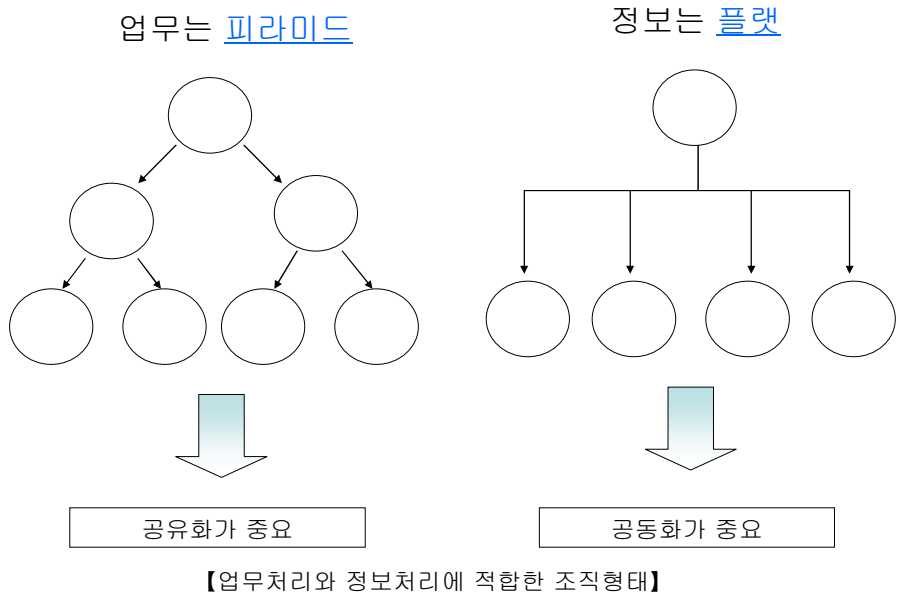 업무는 피라미드
정보는 플랫
공유화가 중요
공동화가 중요
【업무처리와 정보처리에 적합한 조직형태】